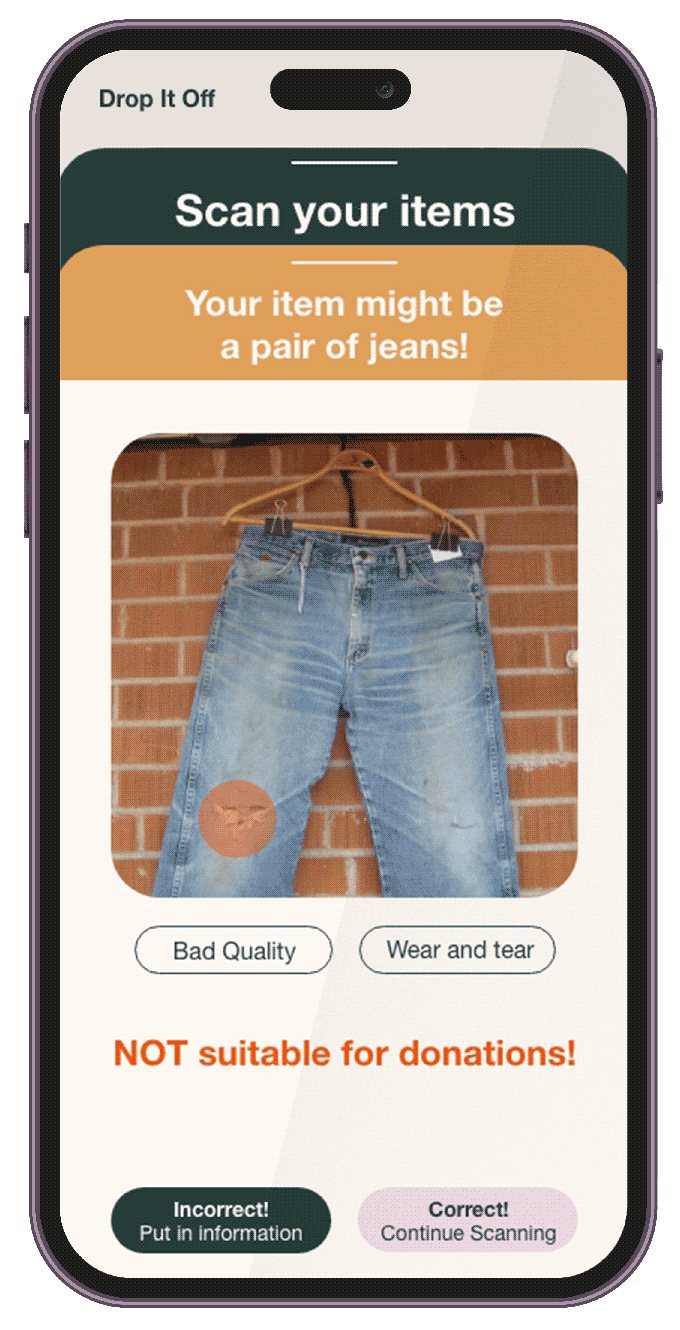 Drop It Off
Scan your items
Your item might be
a pair of jeans!
Bad Quality
Wear and tear
NOT suitable for donations!
Incorrect!
Put in information
Correct!
Continue Scanning